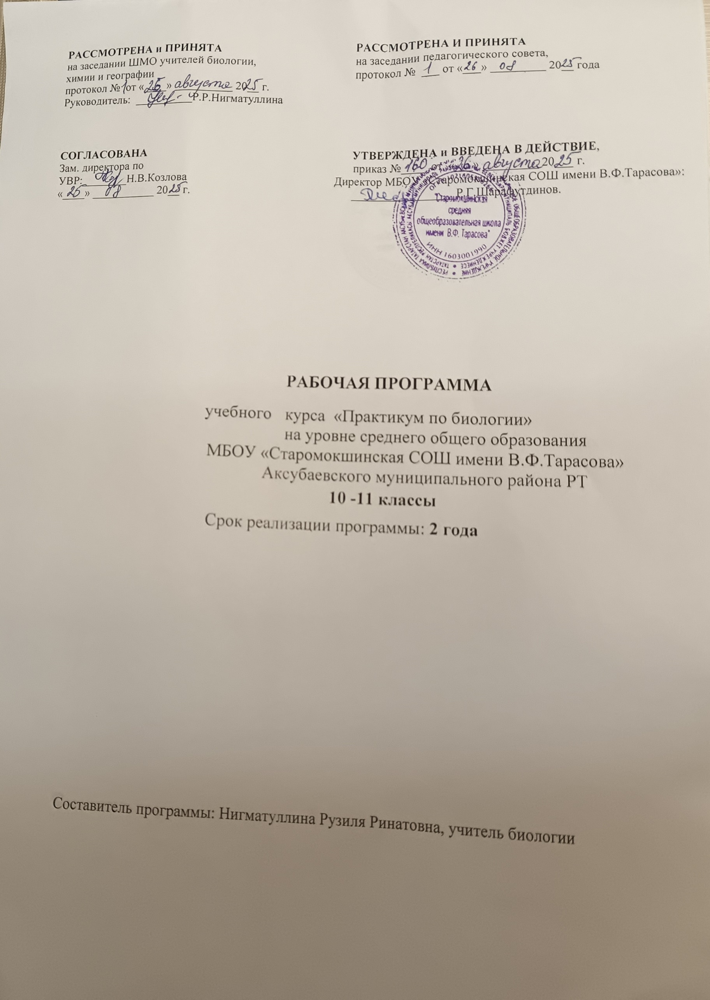 РАССМОТРЕНА и ПРИНЯТА
на заседании ШМО учителей биологии,
химии и географии
протокол №1от «25» августа 2025 г.
Руководитель: Р.Р.Нигматуллина
РАССМОТРЕНА И ПРИНЯТА
на заседании педагогического совета,
протокол № 1 от «26» 08 2025 года
СОГЛАСОВАНА
Зам. директора по
УВР: Н.В.Козлова
«25» 08 2025 г.
УТВЕРЖДЕНА и ВВЕДЕНА В ДЕЙСТВИЕ,
приказ № 160 от «26» августа 2025 г.
Директор МБОУ «Старомокшинская СОШ имени В.Ф.Тарасова»:
Р.Г.Шарафутдинов.
"Старомокшинская
средняя
общеобразовательная школа
имени В.Ф. Тарасова"
ИНН 1603001990
РАБОЧАЯ ПРОГРАММА
учебного курса «Практикум по биологии»
на уровне среднего общего образования
МБОУ «Старомокшинская СОШ имени В.Ф.Тарасова»
Аксубаевского муниципального района РТ
10 -11 классы
Срок реализации программы: 2 года
Составитель программы: Нигматуллина Рузиля Ринатовна, учитель биологии